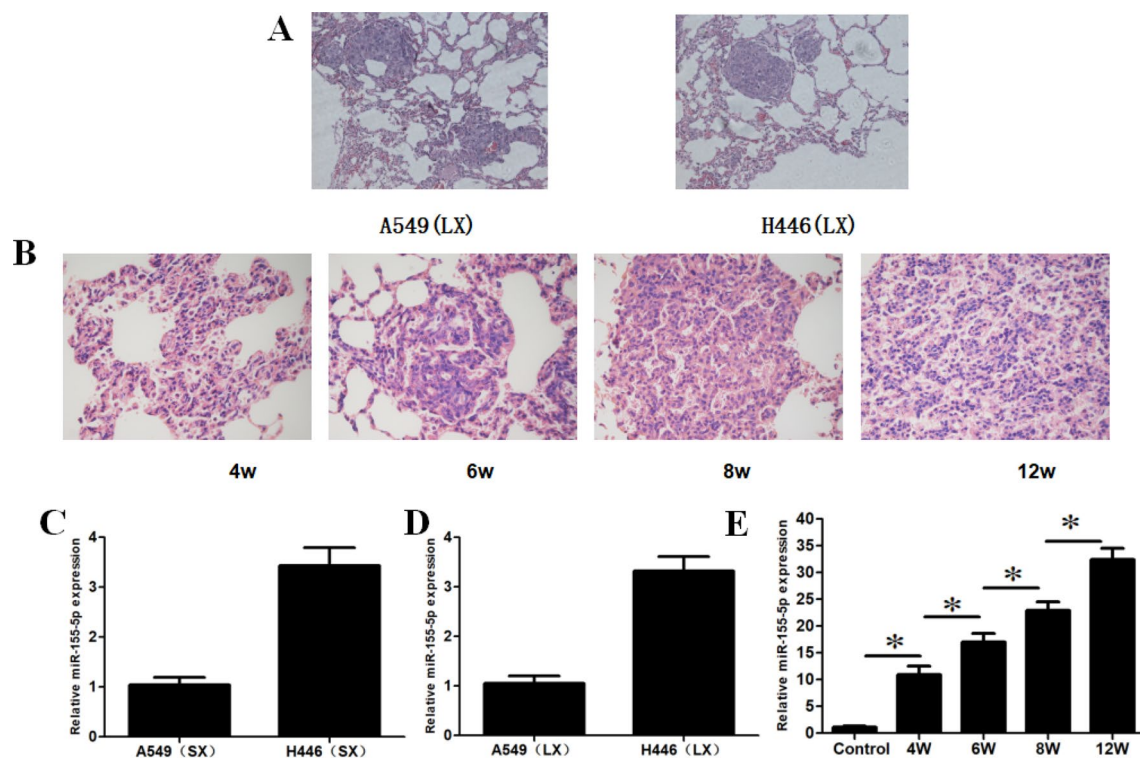 A
A549(LX)
H446(LX)
B
4w
6w
8w
12w
C
Relative miR-155-5p expression
4
3
2
1
0
A549（SX）
H446（SX）
D
Relative miR-155-5p expression
4
3
2
1
0
A549（LX）
H446（LX）
E
Relative miR-155-5p expression
40
35
30
25
20
15
10
5
0
*
*
*
*
Control
4W
6W
8W
12W